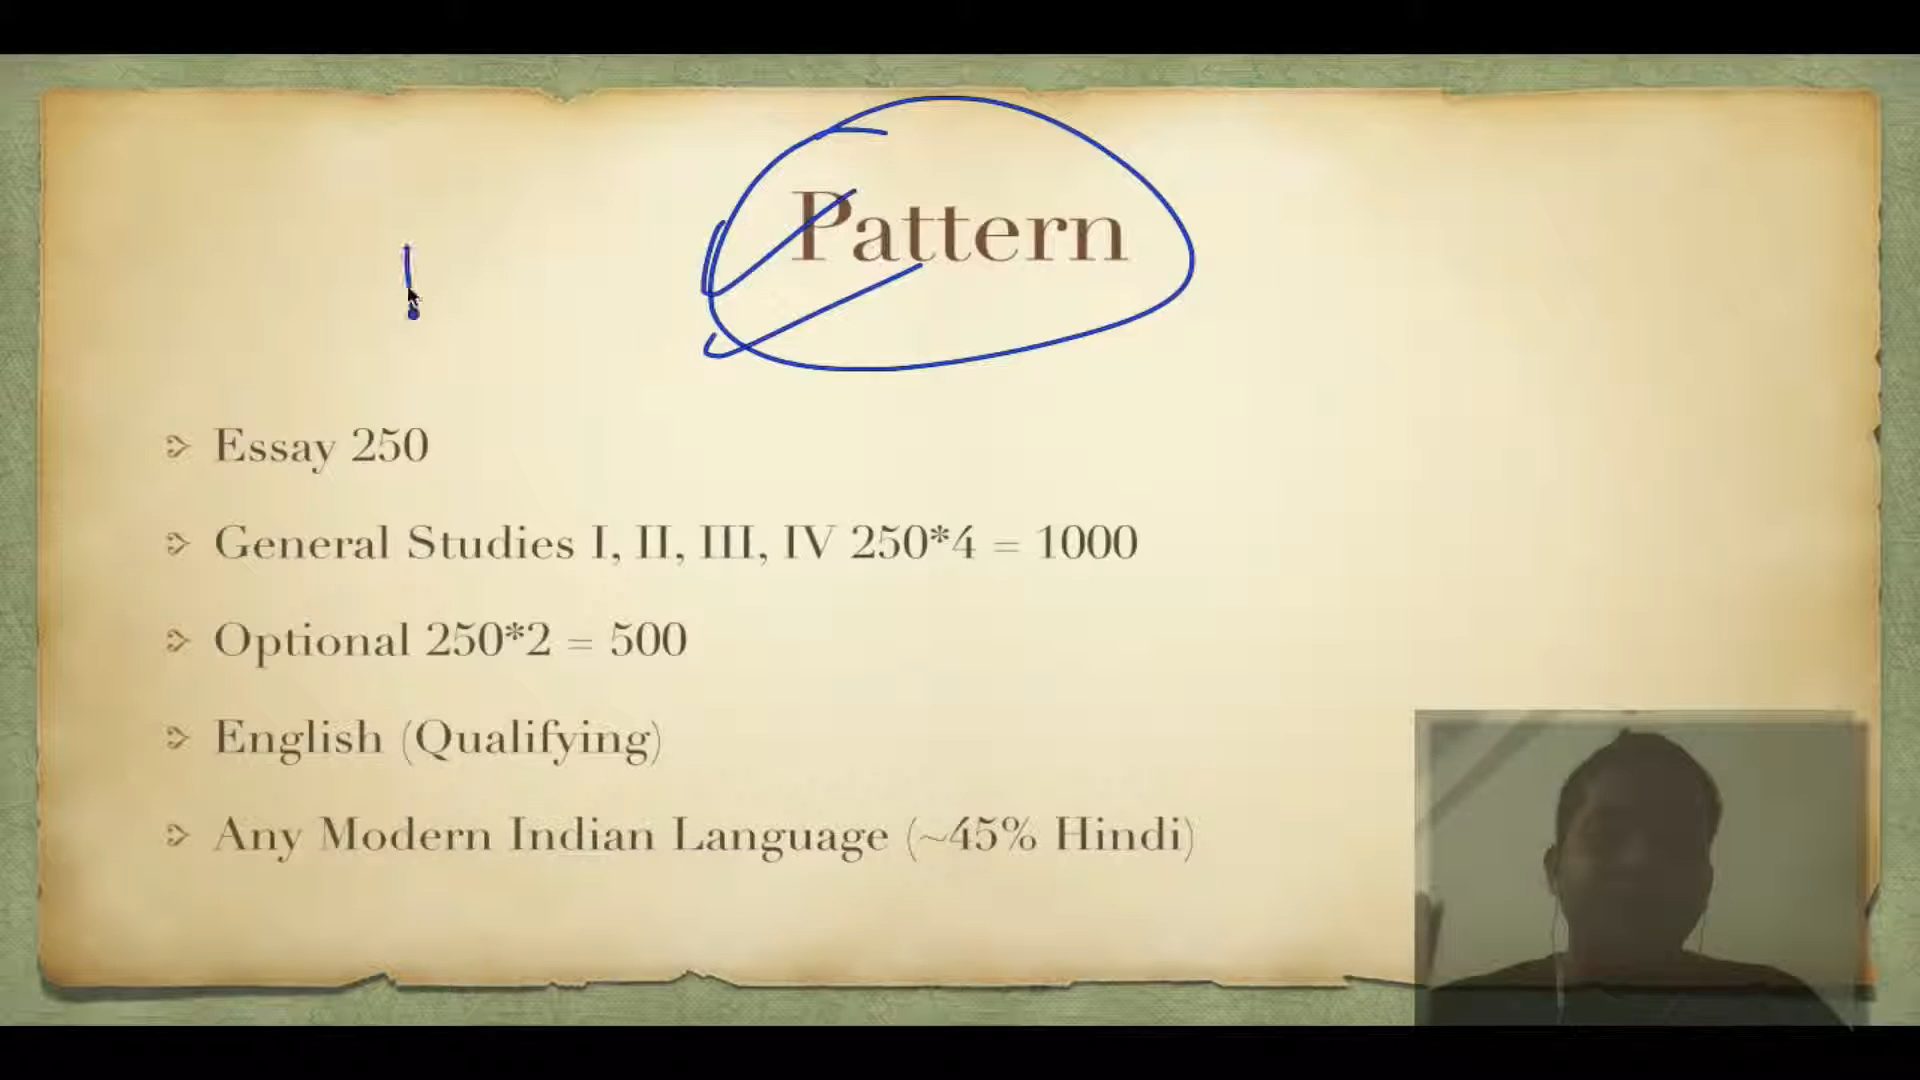 Pattern
Essay 250
General Studies I, II, III, IV 250*4 = 1000
Optional 250*2 = 500
English (Qualifying)
Any Modern Indian Language (~45% Hindi)